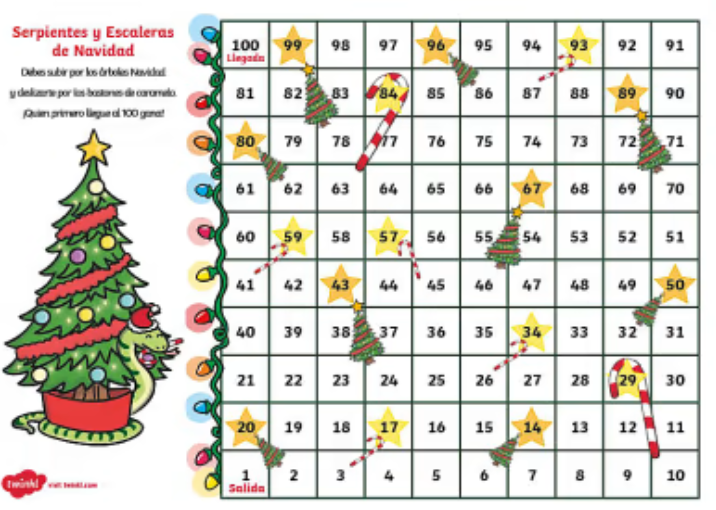 Serpientes y Escaleras
de Navidad
Debes subir por los árboles Navidad
y deslizarte por los bastones de caramelo.
¡Quien primero llegue al 100 gana!
100 99 98 97 96 95 94 93 92 91
Llegada
81 82 83 84 85 86 87 88 89 90
80 79 78 77 76 75 74 73 72 71
61 62 63 64 65 66 67 68 69 70
60 59 58 57 56 55 54 53 52 51
41 42 43 44 45 46 47 48 49 50
40 39 38 37 36 35 34 33 32 31
21 22 23 24 25 26 27 28 29 30
20 19 18 17 16 15 14 13 12 11
1 2 3 4 5 6 7 8 9 10
Salida
twinkl visit twinkl.com